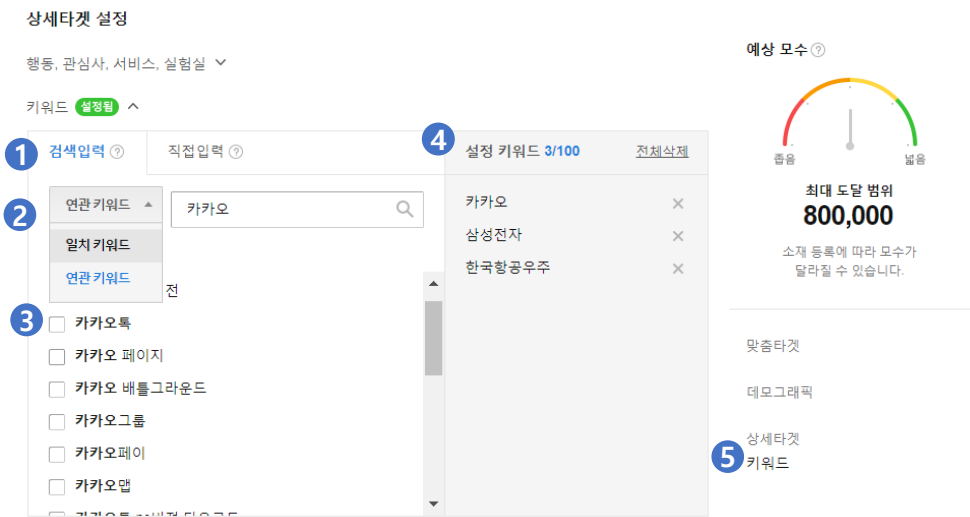 상세타겟 설정
행동, 관심사, 서비스, 실험실
키워드 설정됨
1 검색입력 ? 직접입력 ?
2 연관 키워드 카카오
일치 키워드
연관 키워드
전
3 카카오톡
카카오 페이지
카카오 배틀그라운드
카카오그룹
카카오페이
카카오맵
4 설정 키워드 3/100 전체삭제
카카오
삼성전자
한국항공우주
예상 모수 ?
좁음 넓음
최대 도달 범위
800,000
소재 등록에 따라 모수가
달라질 수 있습니다.
맞춤타겟
데모그래픽
상세타겟
5 키워드